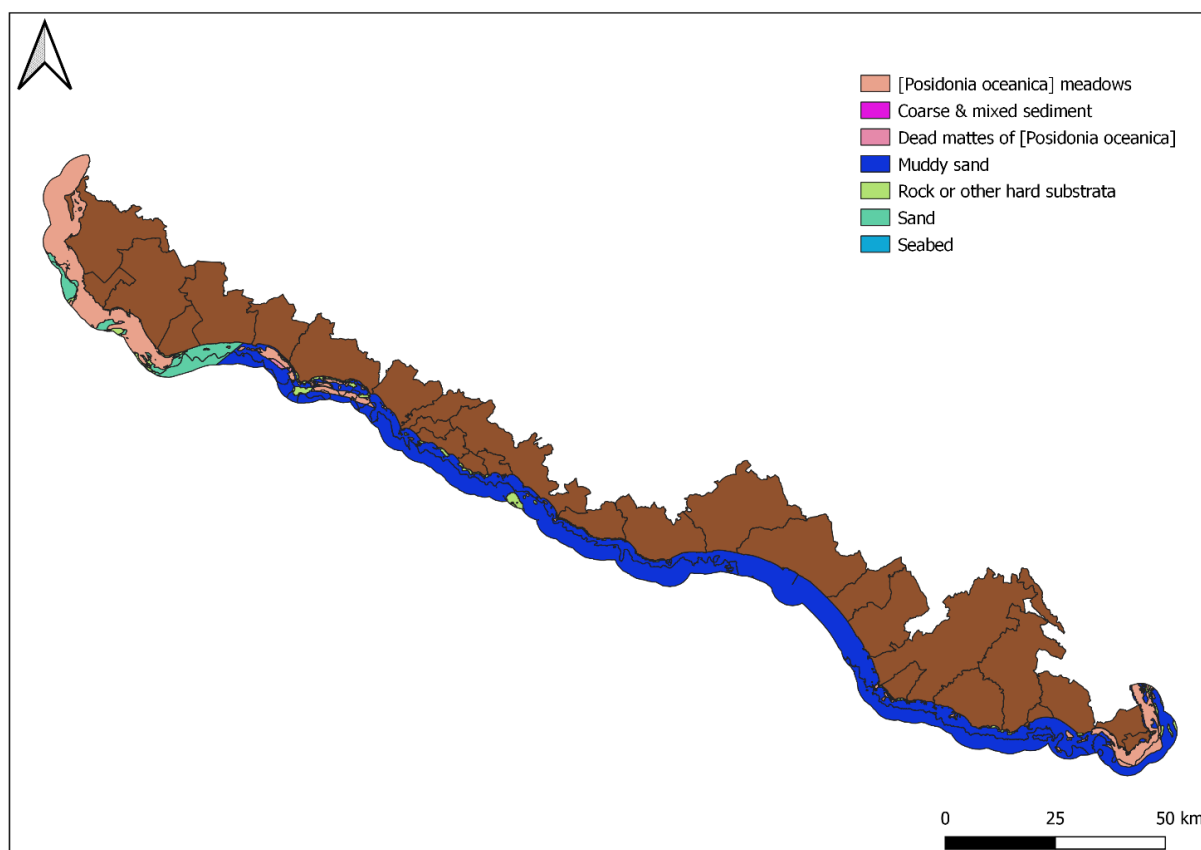 [Posidonia oceanica] meadows
Coarse & mixed sediment
Dead mattes of [Posidonia oceanica]
Muddy sand
Rock or other hard substrata
Sand
Seabed
0 25 50 km